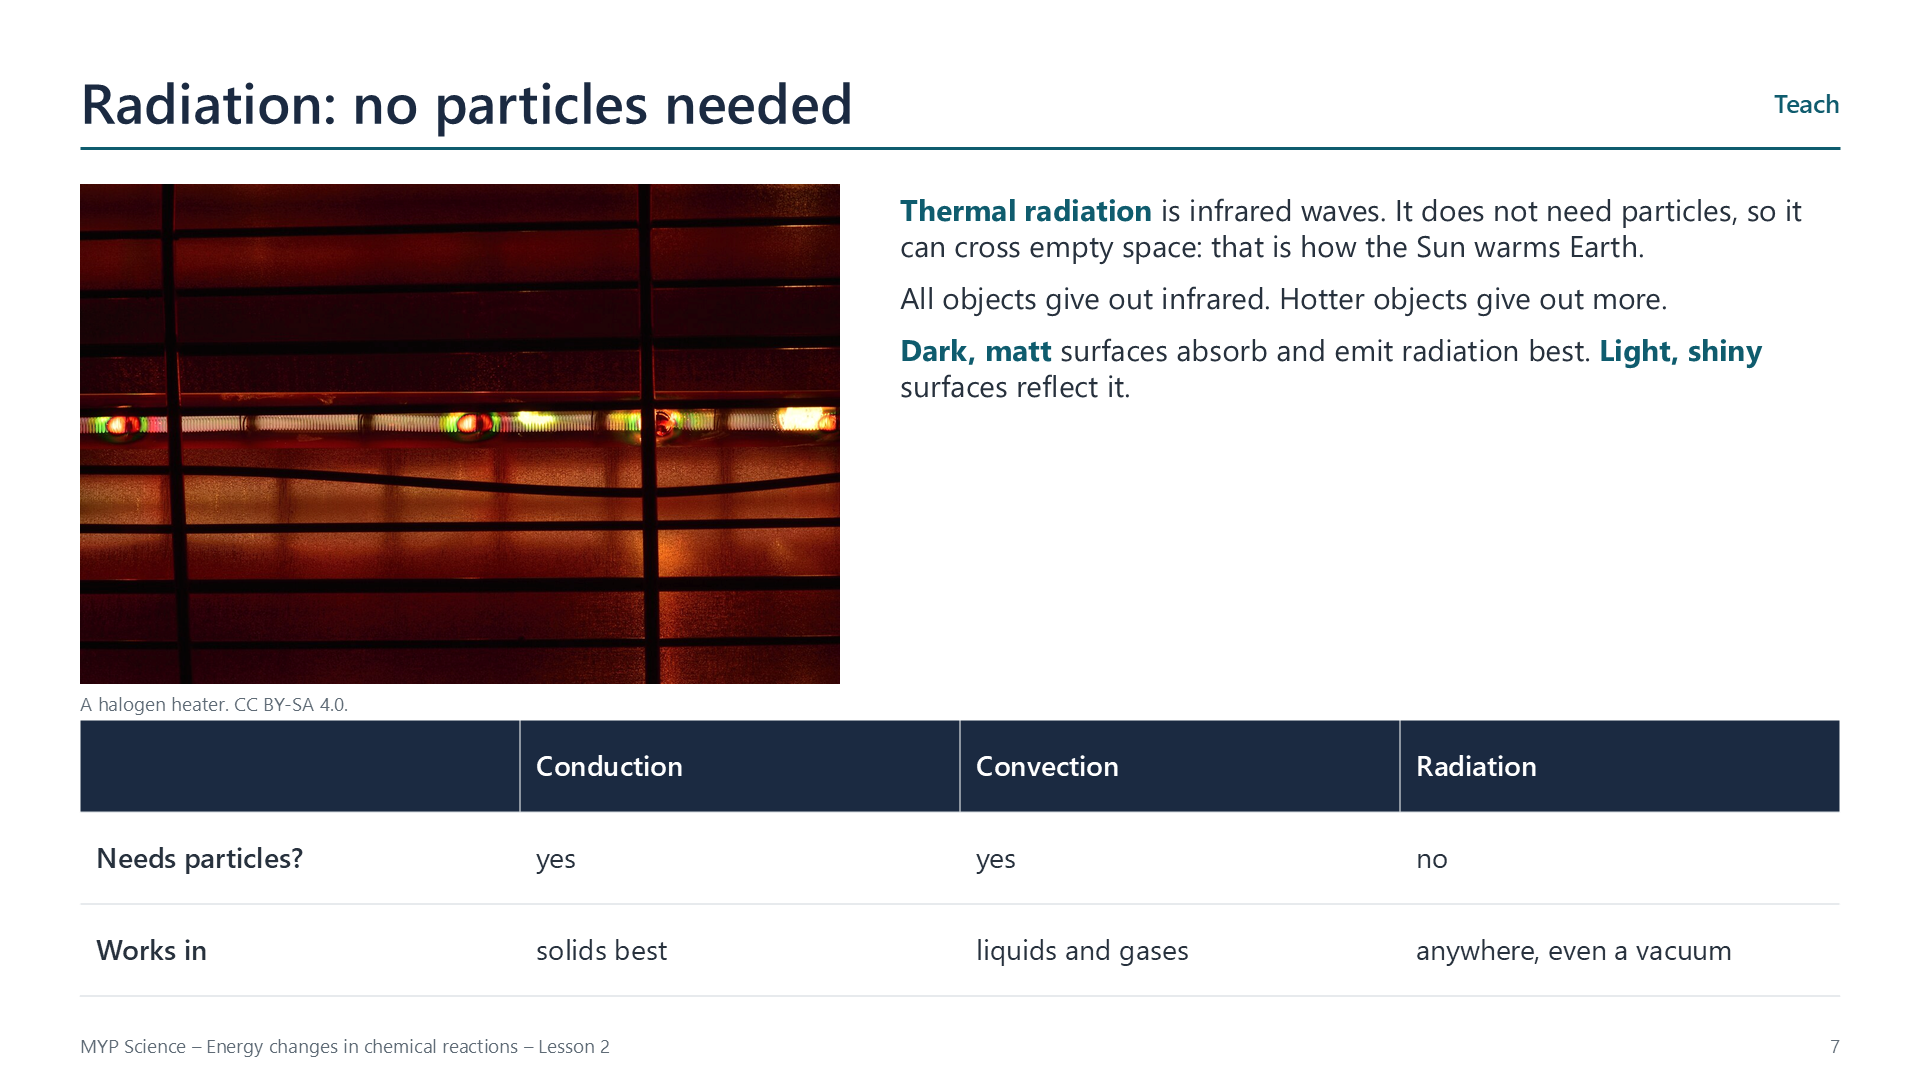 Radiation: no particles needed
Teach
Thermal radiation is infrared waves. It does not need particles, so it
can cross empty space: that is how the Sun warms Earth.
All objects give out infrared. Hotter objects give out more.
Dark, matt surfaces absorb and emit radiation best. Light, shiny
surfaces reflect it.
A halogen heater. CC BY-SA 4.0.
Conduction Convection Radiation
Needs particles? yes yes no
Works in solids best liquids and gases anywhere, even a vacuum
MYP Science – Energy changes in chemical reactions – Lesson 2
7